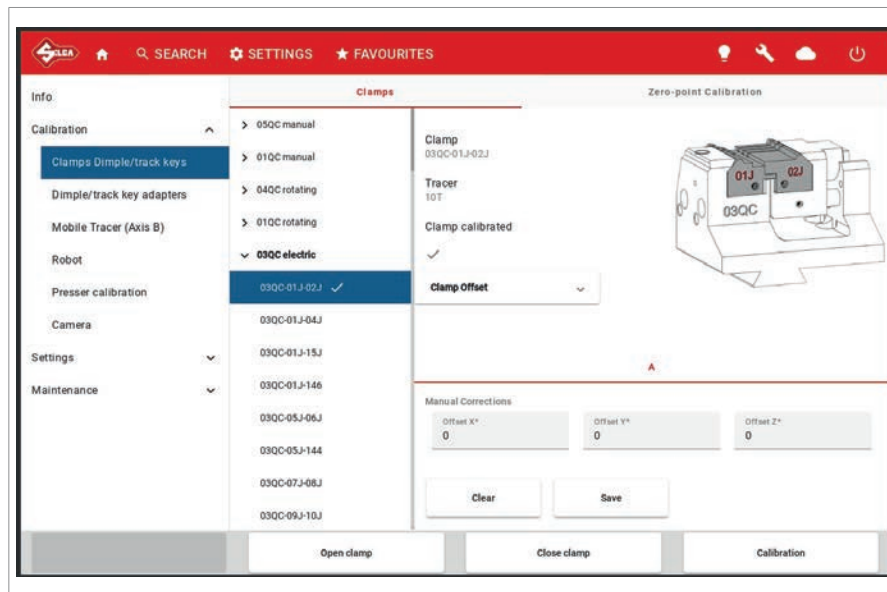 SILCA
SEARCH
SETTINGS
FAVOURITES
Info
Calibration
Clamps Dimple/track keys
Dimple/track key adapters
Mobile Tracer (Axis B)
Robot
Presser calibration
Camera
Settings
Maintenance
Clamps
Zero-point Calibration
05QC manual
01QC manual
04QC rotating
01QC rotating
03QC electric
03QC-01J-02J
03QC-01J-04J
03QC-01J-15J
03QC-01J-146
03QC-05J-06J
03QC-05J-144
03QC-07J-08J
03QC-09J-10J
Clamp
03QC-01J-02J
Tracer
10T
Clamp calibrated
Clamp Offset
01J
02J
03QC
A
Manual Corrections
Offset X*
0
Offset Y*
0
Offset Z*
0
Clear
Save
Open clamp
Close clamp
Calibration